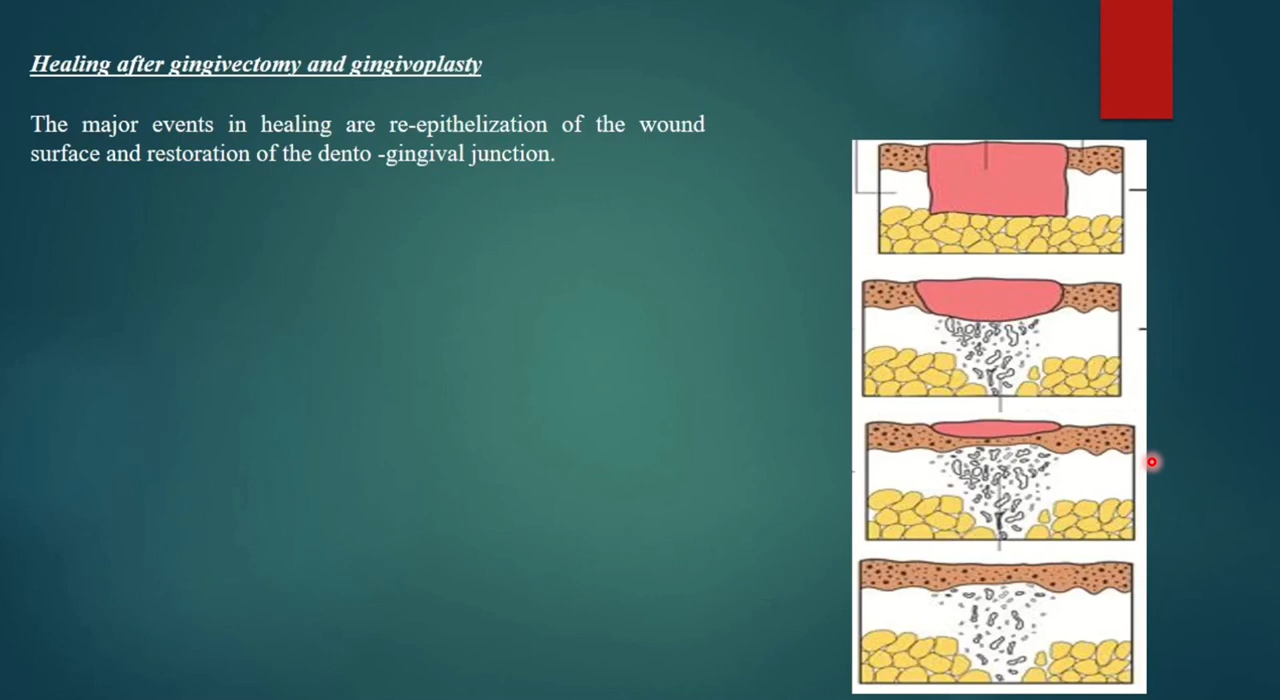 Healing after gingivectomy and gingivoplasty
The major events in healing are re-epithelization of the wound
surface and restoration of the dento -gingival junction.